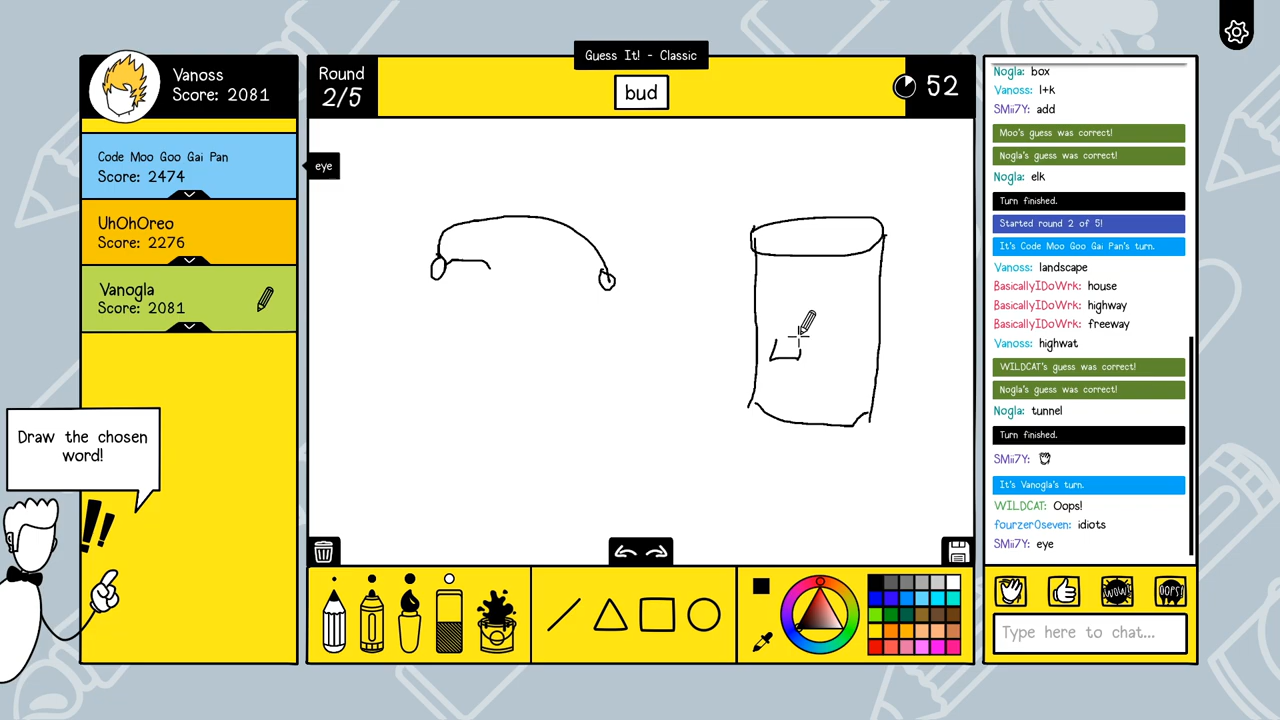 Guess It! - Classic
Vanoss
Score: 2081
Round
2/5
bud
52
Code Moo Goo Gai Pan
Score: 2474
eye
UhOhOreo
Score: 2276
Vanogla
Score: 2081
Draw the chosen
word!
!!
Nogla: box
Vanoss: l+k
SMii7Y: add
Moo's guess was correct!
Nogla's guess was correct!
Nogla: elk
Turn finished.
Started round 2 of 5!
It's Code Moo Goo Gai Pan's turn.
Vanoss: landscape
BasicallyIDoWrk: house
BasicallyIDoWrk: highway
BasicallyIDoWrk: freeway
Vanoss: highwat
WILDCAT's guess was correct!
Nogla's guess was correct!
Nogla: tunnel
Turn finished.
SMii7Y:
It's Vanogla's turn.
WILDCAT: Oops!
fourzer0seven: idiots
SMii7Y: eye
WOW!
OOPS!
Type here to chat...